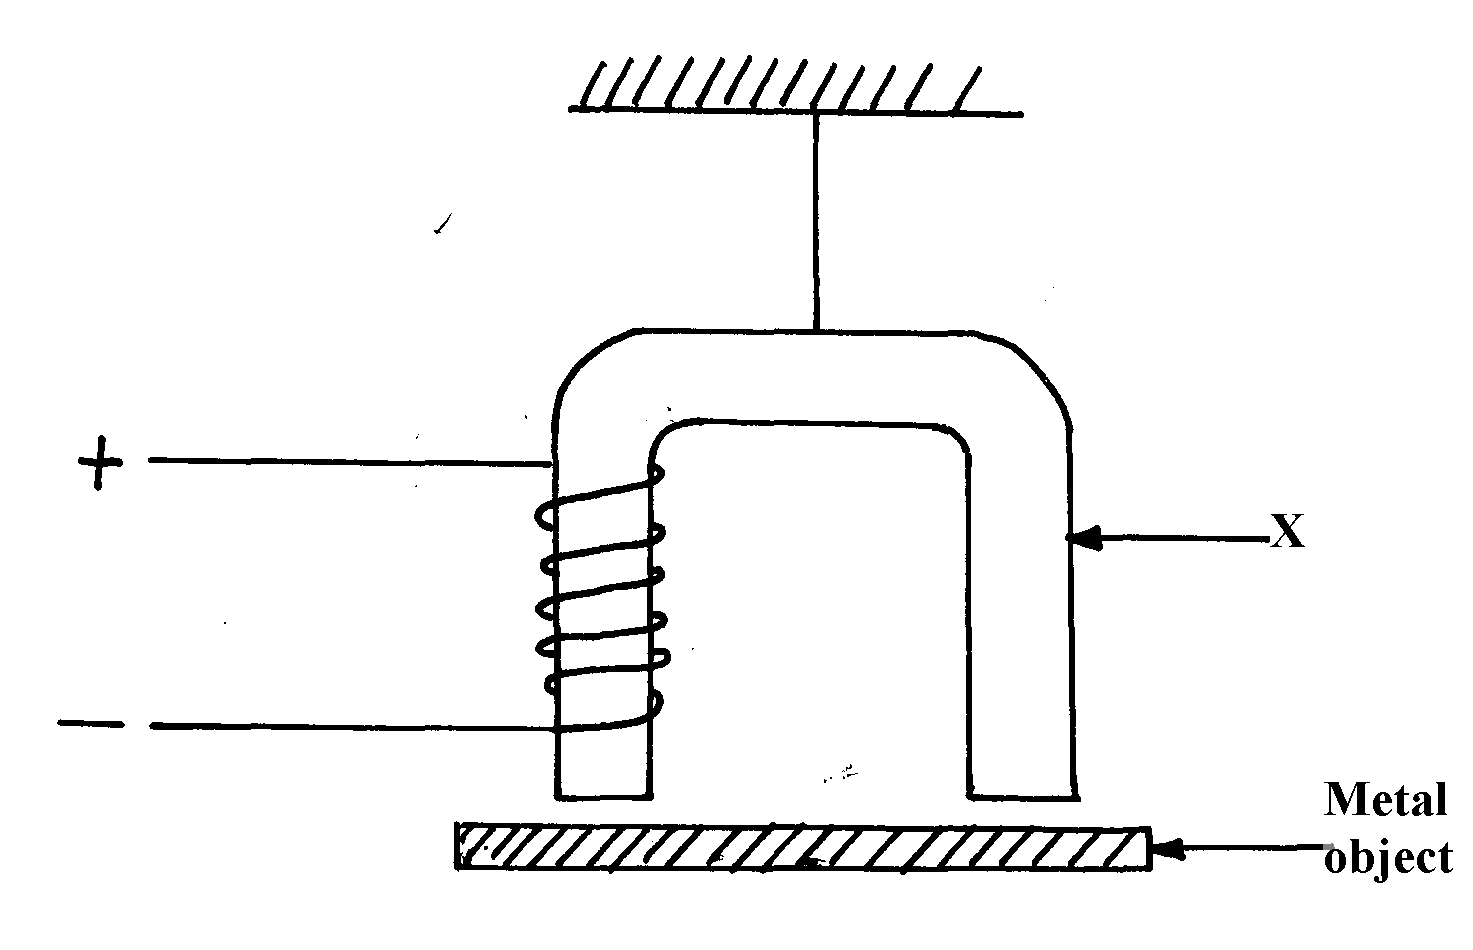 +
X
–
Metal
object